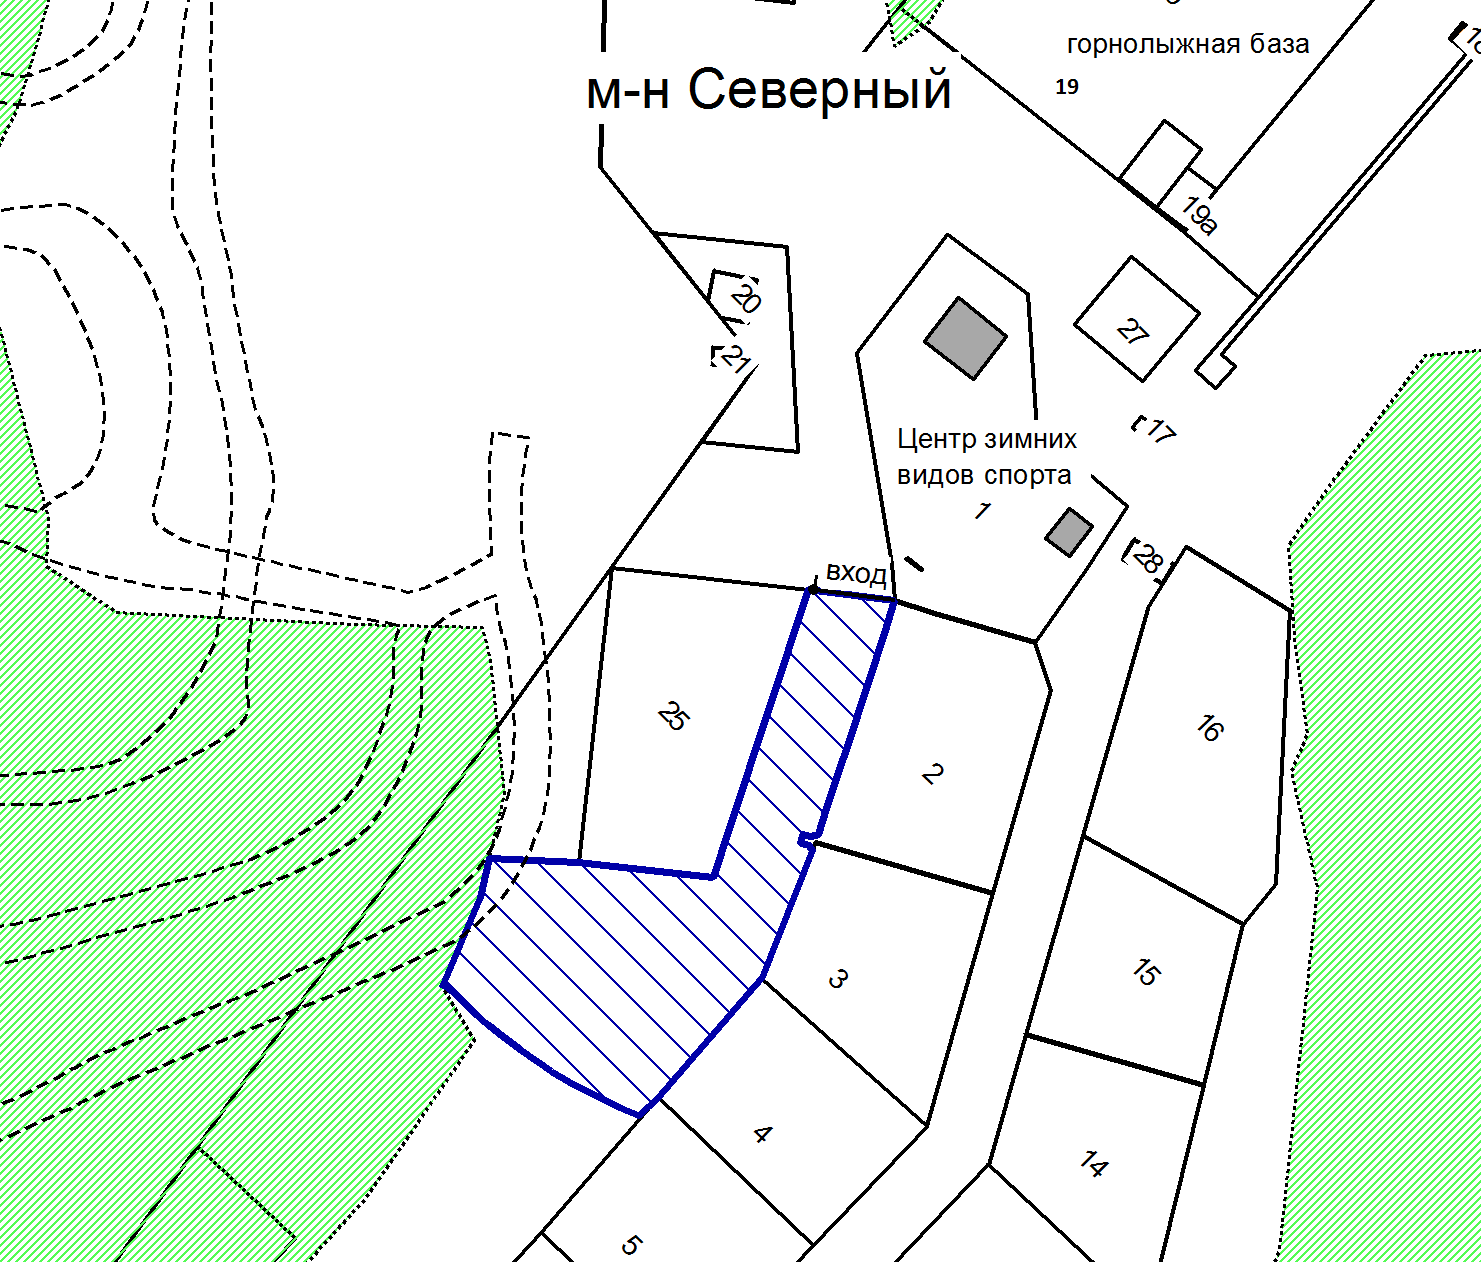 горнолыжная база
м-н Северный
19
19а
20
27
21
17
Центр зимних
видов спорта
1
28
вход
25
16
2
15
3
4
14
5